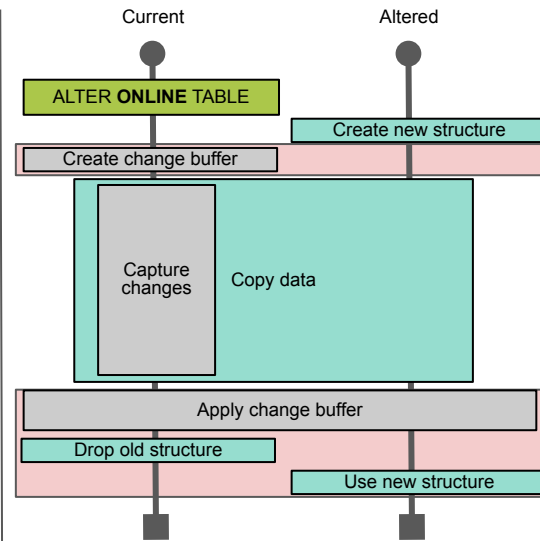 Current
Altered
ALTER ONLINE TABLE
Create new structure
Create change buffer
Capture
changes
Copy data
Apply change buffer
Drop old structure
Use new structure